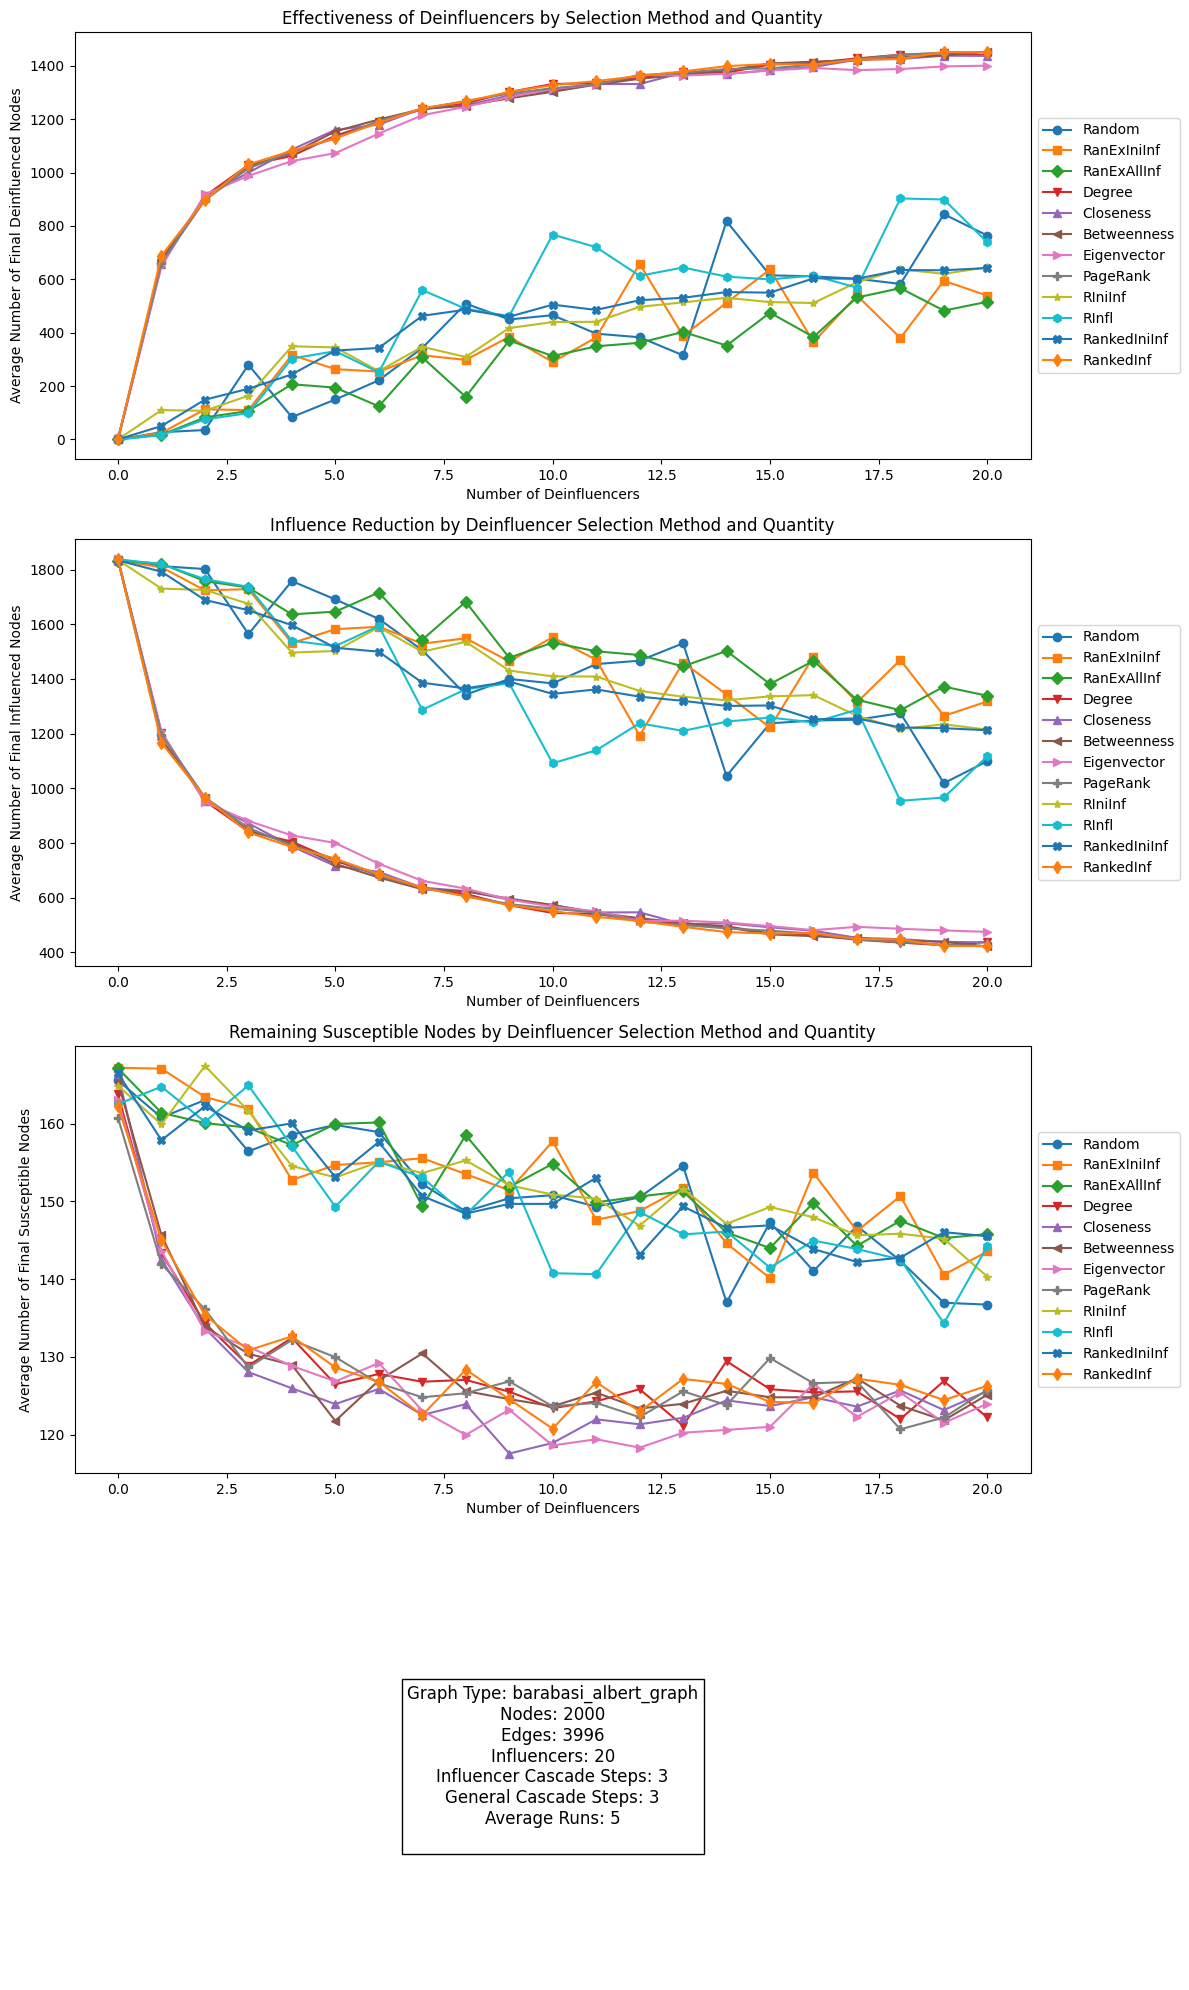 Effectiveness of Deinfluencers by Selection Method and Quantity
Average Number of Final Deinfluenced Nodes
1400
1200
1000
800
600
400
200
0
0.0 2.5 5.0 7.5 10.0 12.5 15.0 17.5 20.0
Number of Deinfluencers
Random
RanExIniInf
RanExAllInf
Degree
Closeness
Betweenness
Eigenvector
PageRank
RIniInf
RInfl
RankedIniInf
RankedInf
Influence Reduction by Deinfluencer Selection Method and Quantity
Average Number of Final Influenced Nodes
1800
1600
1400
1200
1000
800
600
400
0.0 2.5 5.0 7.5 10.0 12.5 15.0 17.5 20.0
Number of Deinfluencers
Random
RanExIniInf
RanExAllInf
Degree
Closeness
Betweenness
Eigenvector
PageRank
RIniInf
RInfl
RankedIniInf
RankedInf
Remaining Susceptible Nodes by Deinfluencer Selection Method and Quantity
Average Number of Final Susceptible Nodes
160
150
140
130
120
0.0 2.5 5.0 7.5 10.0 12.5 15.0 17.5 20.0
Number of Deinfluencers
Random
RanExIniInf
RanExAllInf
Degree
Closeness
Betweenness
Eigenvector
PageRank
RIniInf
RInfl
RankedIniInf
RankedInf
Graph Type: barabasi_albert_graph
Nodes: 2000
Edges: 3996
Influencers: 20
Influencer Cascade Steps: 3
General Cascade Steps: 3
Average Runs: 5